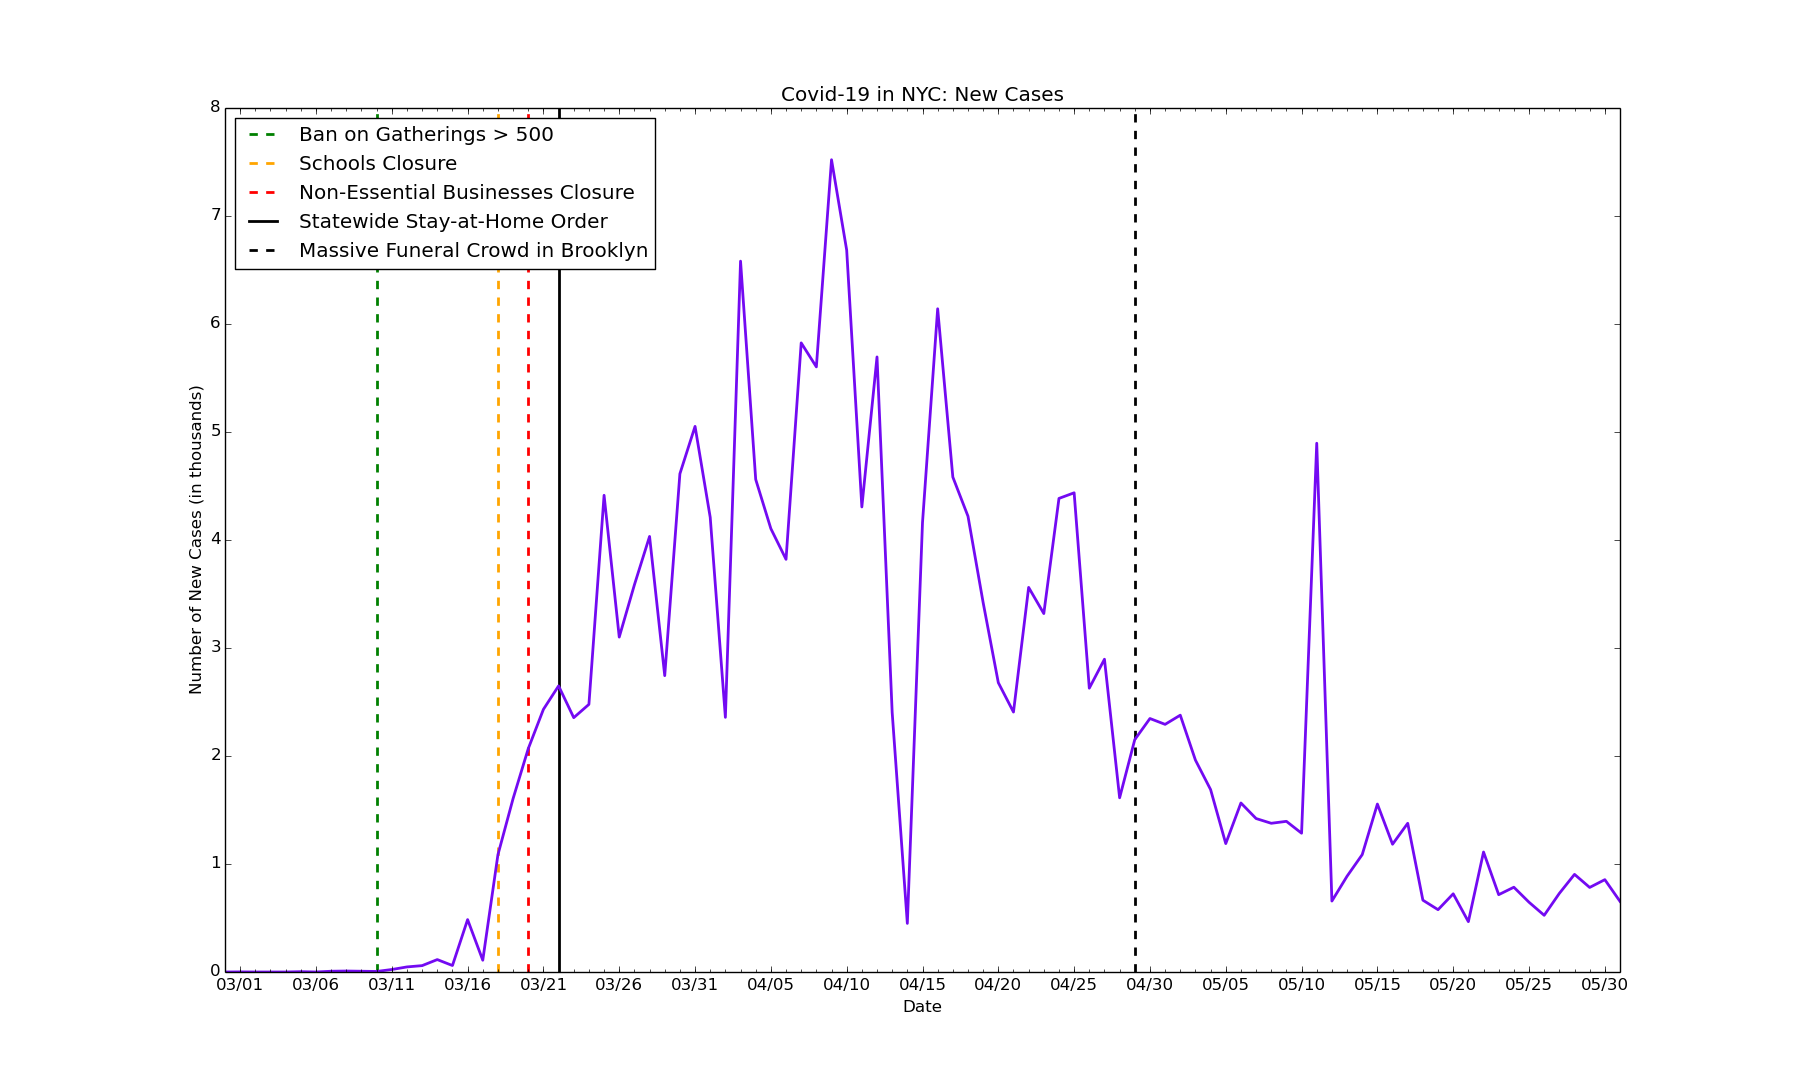 Covid-19 in NYC: New Cases
Ban on Gatherings > 500
Schools Closure
Non-Essential Businesses Closure
Statewide Stay-at-Home Order
Massive Funeral Crowd in Brooklyn
Number of New Cases (in thousands)
8
7
6
5
4
3
2
1
0
03/01 03/06 03/11 03/16 03/21 03/26 03/31 04/05 04/10 04/15 04/20 04/25 04/30 05/05 05/10 05/15 05/20 05/25 05/30
Date